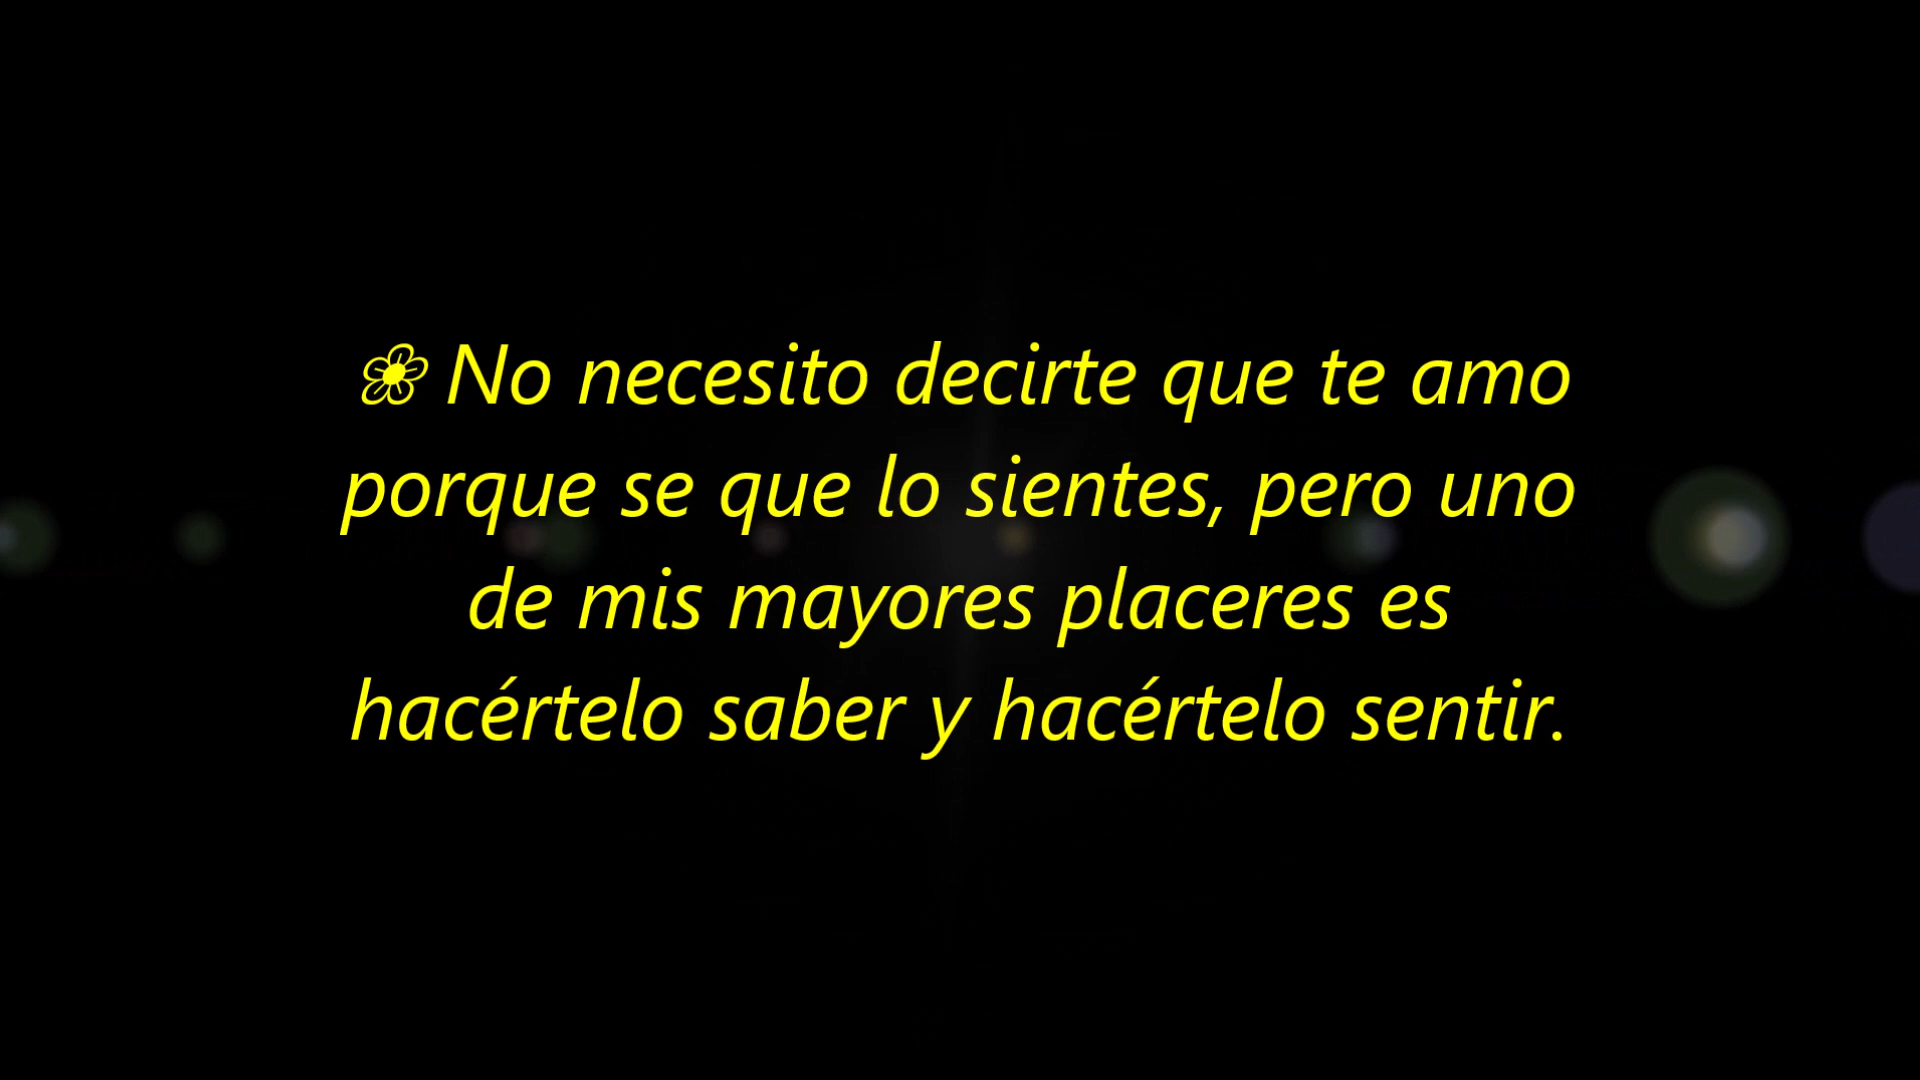 ❀ No necesito decirte que te amo
porque se que lo sientes, pero uno
de mis mayores placeres es
hacértelo saber y hacértelo sentir.